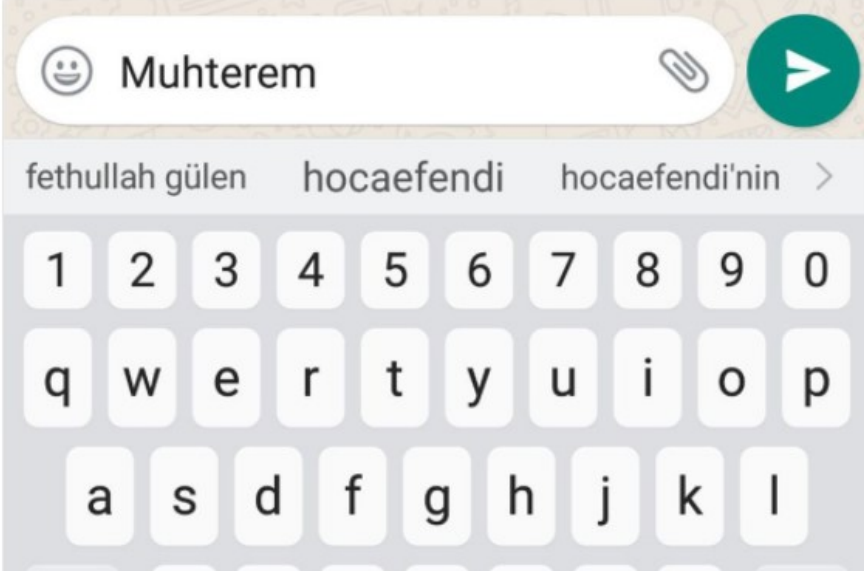 Muhterem
fethullah gülen hocaefendi hocaefendi'nin
1 2 3 4 5 6 7 8 9 0
q w e r t y u i o p
a s d f g h j k l